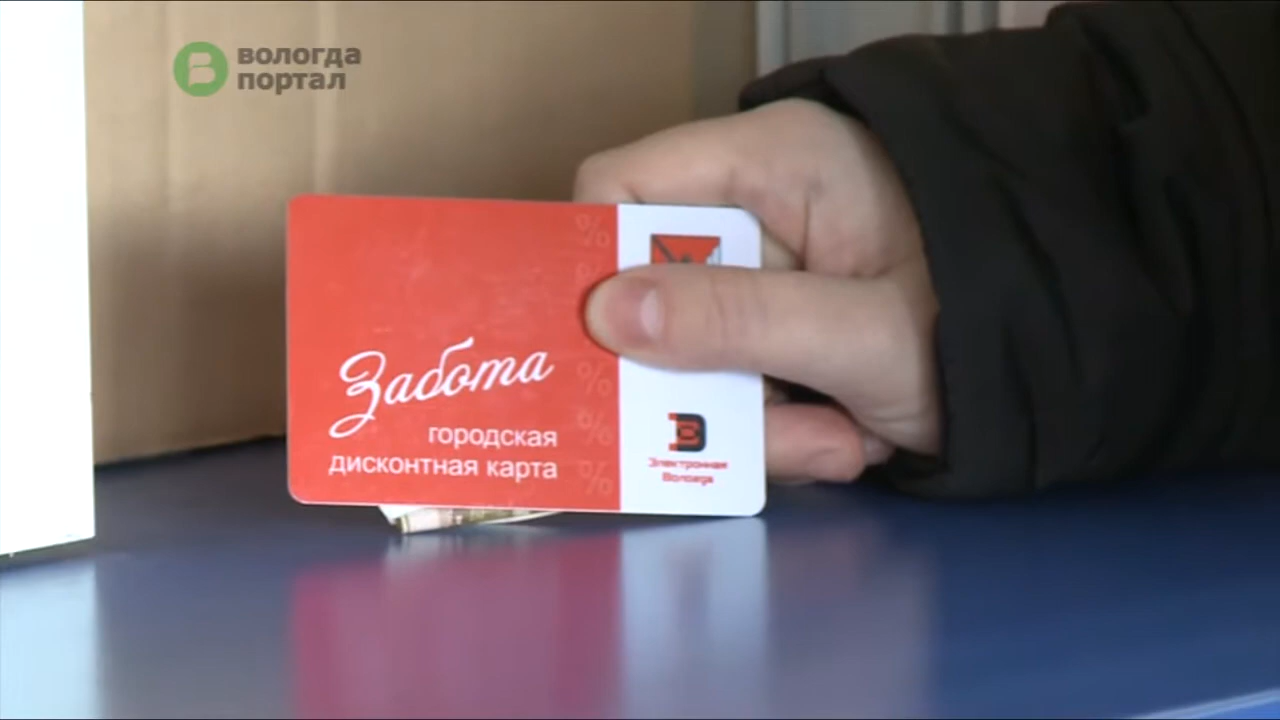 вологда
портал
%
%
Забота
%
городская
%
дисконтная карта
%
Электронная
Вологда